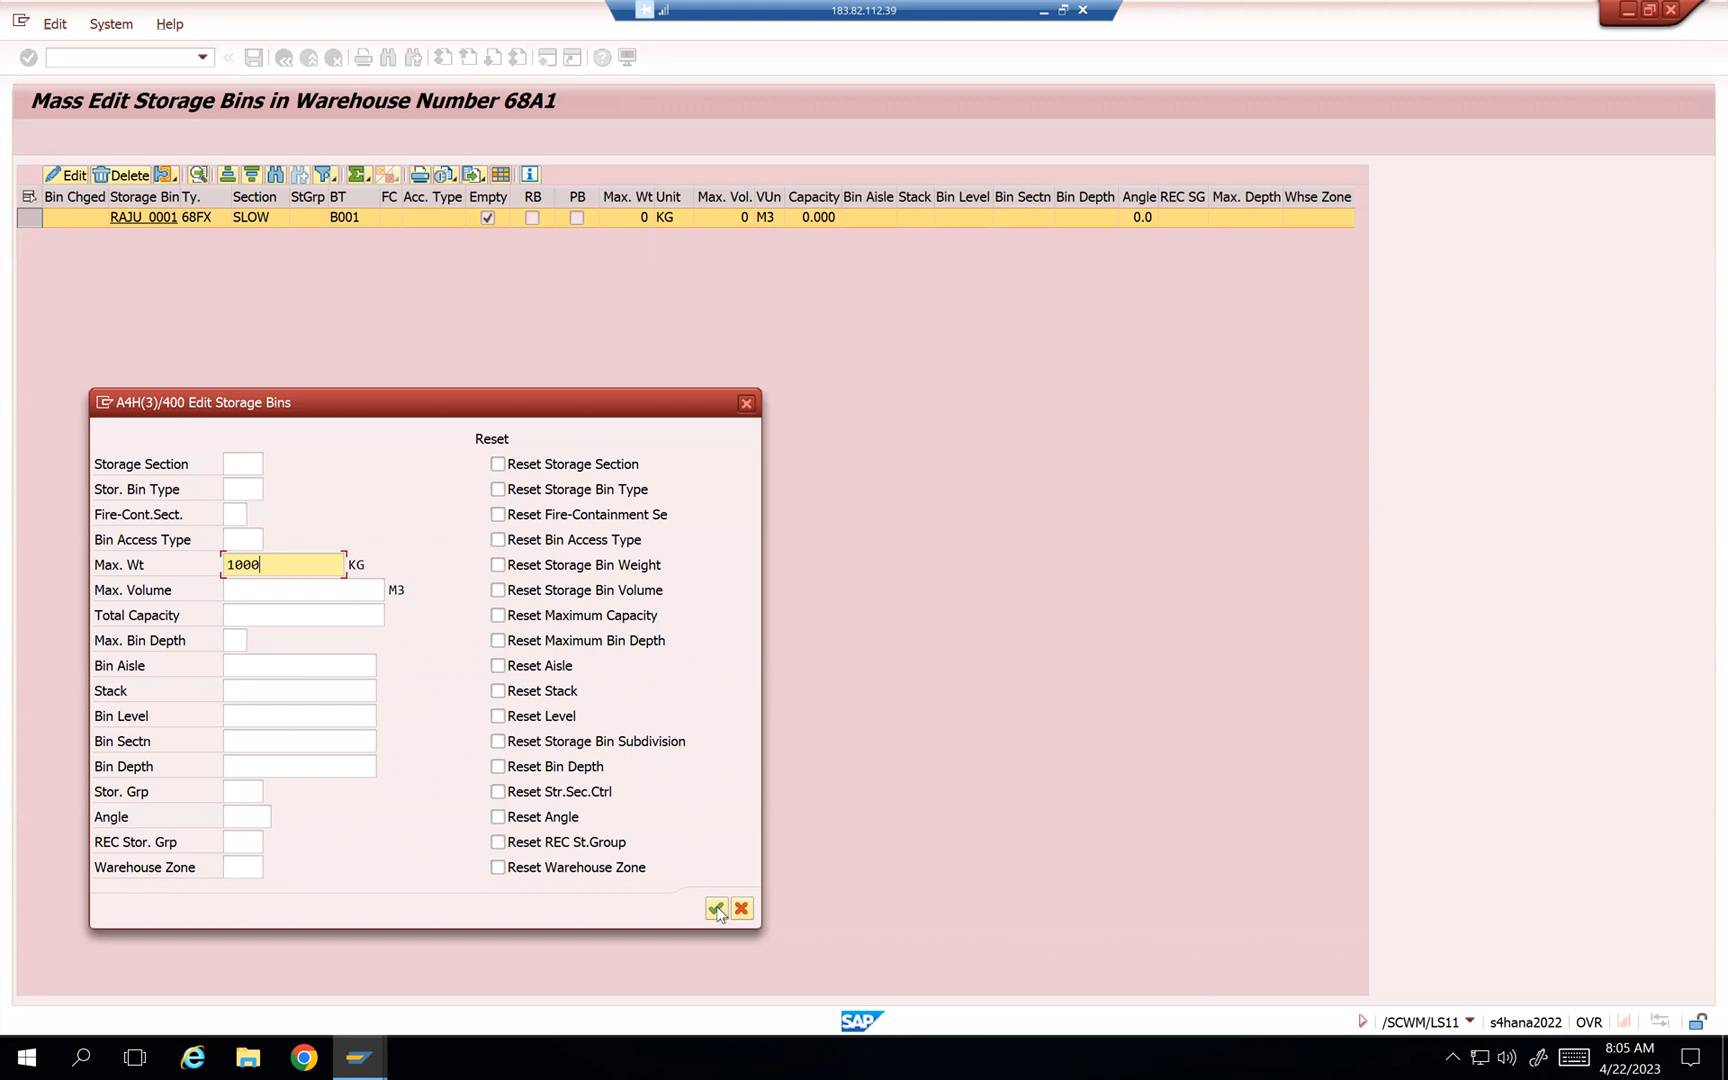 183.82.112.39
Edit System Help
Mass Edit Storage Bins in Warehouse Number 68A1
Edit Delete
Bin Chged Storage Bin Ty. Section StGrp BT FC Acc. Type Empty RB PB Max. Wt Unit Max. Vol. VUn Capacity Bin Aisle Stack Bin Level Bin Sectn Bin Depth Angle REC SG Max. Depth Whse Zone
RAJU_0001 68FX SLOW B001 0 KG 0 M3 0.000 0.0
A4H(3)/400 Edit Storage Bins
Reset
Storage Section Reset Storage Section
Stor. Bin Type Reset Storage Bin Type
Fire-Cont.Sect. Reset Fire-Containment Se
Bin Access Type Reset Bin Access Type
Max. Wt 1000 KG Reset Storage Bin Weight
Max. Volume M3 Reset Storage Bin Volume
Total Capacity Reset Maximum Capacity
Max. Bin Depth Reset Maximum Bin Depth
Bin Aisle Reset Aisle
Stack Reset Stack
Bin Level Reset Level
Bin Sectn Reset Storage Bin Subdivision
Bin Depth Reset Bin Depth
Stor. Grp Reset Str.Sec.Ctrl
Angle Reset Angle
REC Stor. Grp Reset REC St.Group
Warehouse Zone Reset Warehouse Zone
SAP /SCWM/LS11 s4hana2022 OVR
8:05 AM
4/22/2023